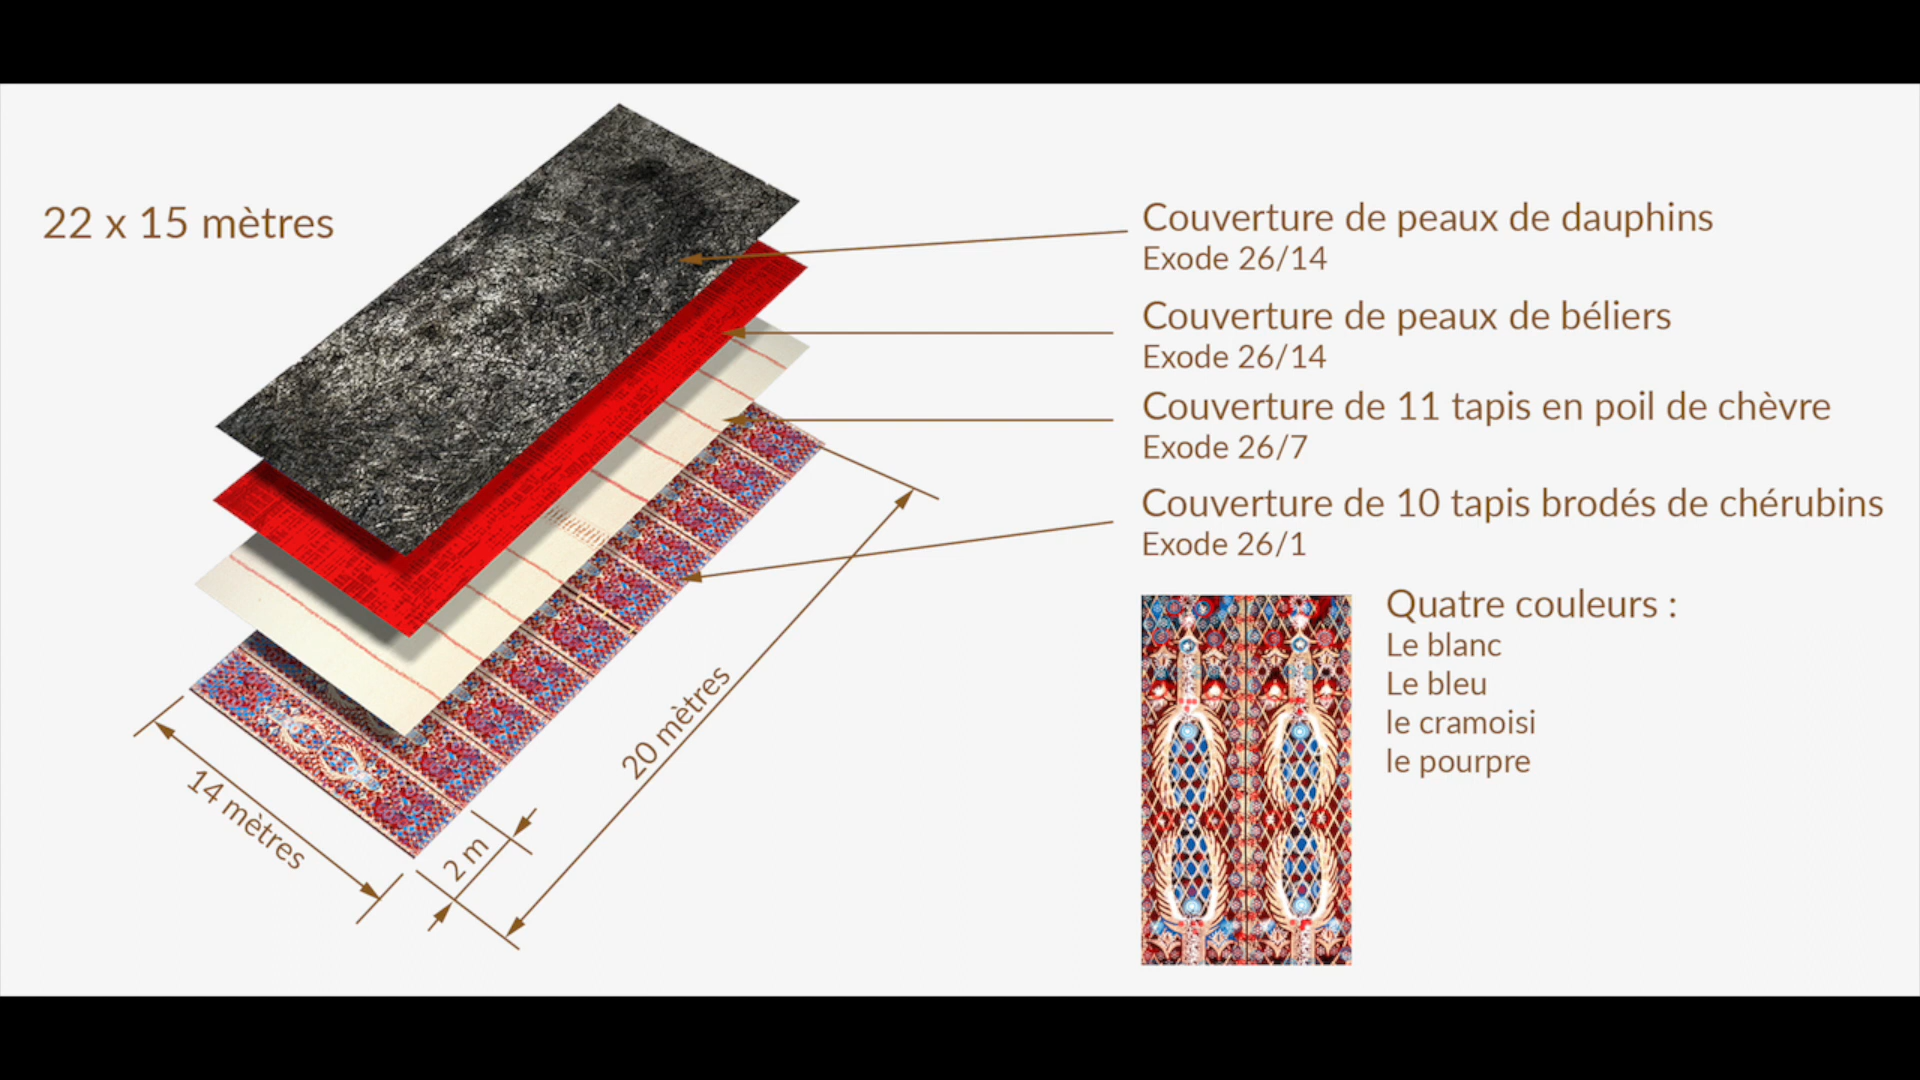 22 x 15 mètres
Couverture de peaux de dauphins
Exode 26/14
Couverture de peaux de béliers
Exode 26/14
Couverture de 11 tapis en poil de chèvre
Exode 26/7
Couverture de 10 tapis brodés de chérubins
Exode 26/1
Quatre couleurs :
Le blanc
Le bleu
le cramoisi
le pourpre
14 mètres
2 m
20 mètres